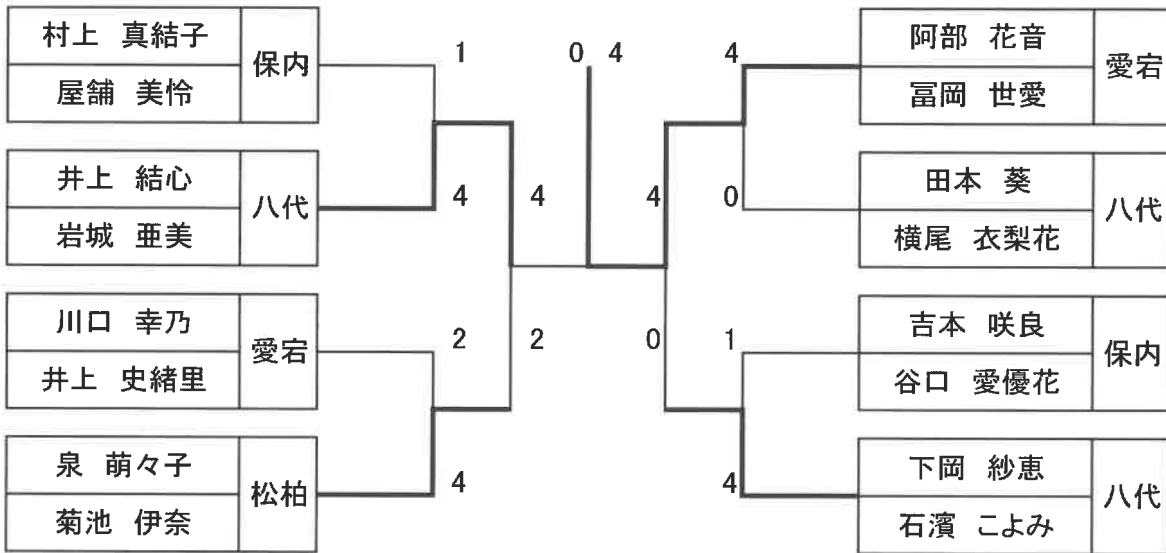 村上 真結子
保内
屋舗 美怜
井上 結心
八代
岩城 亜美
川口 幸乃
愛宕
井上 史緒里
泉 萌々子
松柏
菊池 伊奈
1
4
2
4
4
2
0 4
4
0
4
0
1
4
阿部 花音
愛宕
冨岡 世愛
田本 葵
八代
横尾 衣梨花
吉本 咲良
保内
谷口 愛優花
下岡 紗恵
八代
石濱 こよみ